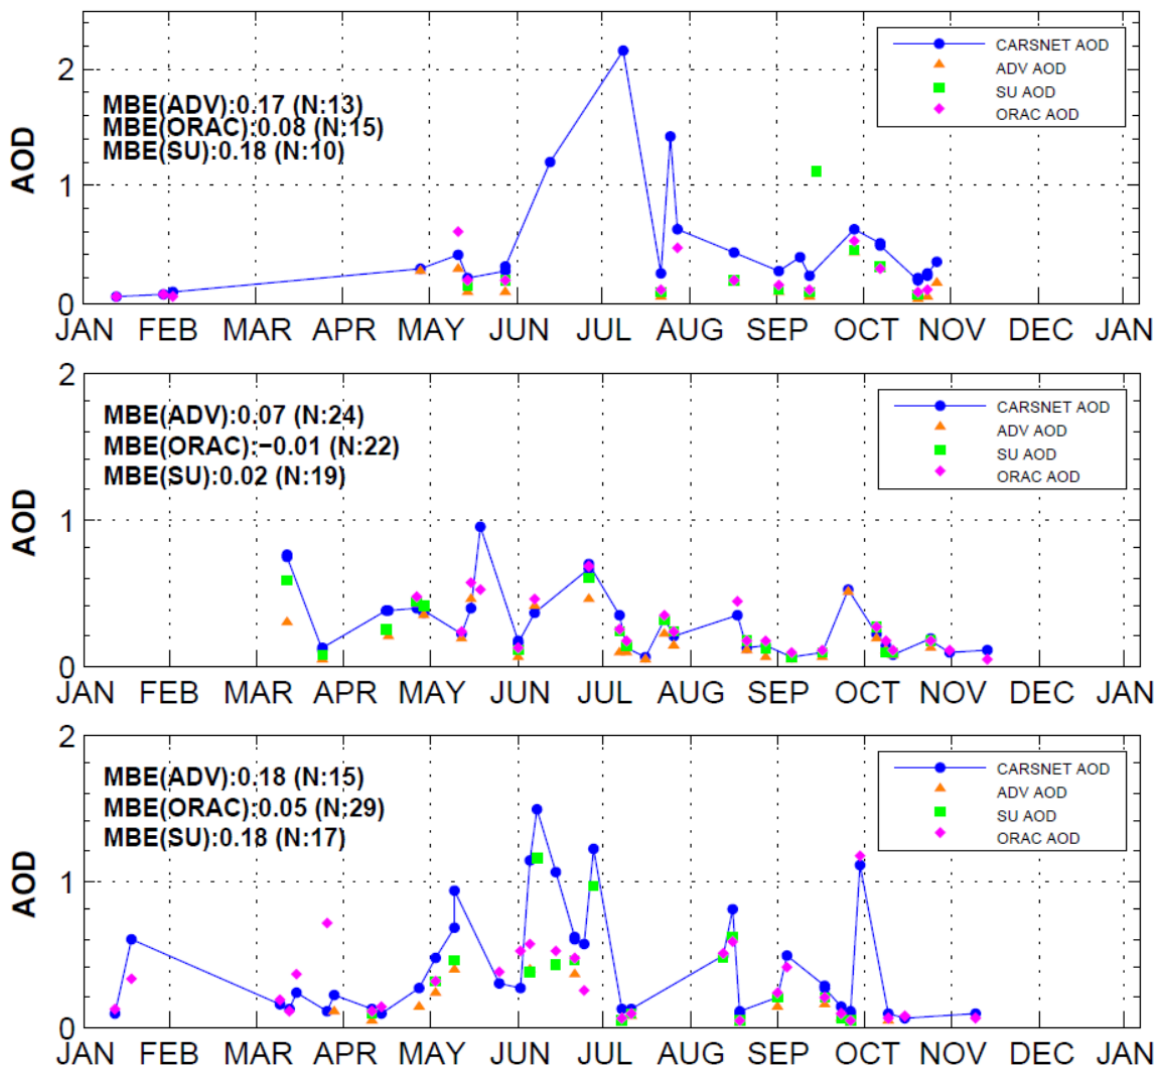 2
1
0
AOD
MBE(ADV):0.17 (N:13)
MBE(ORAC):0.08 (N:15)
MBE(SU):0.18 (N:10)
CARSNET AOD
ADV AOD
SU AOD
ORAC AOD
JAN FEB MAR APR MAY JUN JUL AUG SEP OCT NOV DEC JAN
2
1
0
AOD
MBE(ADV):0.07 (N:24)
MBE(ORAC):−0.01 (N:22)
MBE(SU):0.02 (N:19)
CARSNET AOD
ADV AOD
SU AOD
ORAC AOD
JAN FEB MAR APR MAY JUN JUL AUG SEP OCT NOV DEC JAN
2
1
0
AOD
MBE(ADV):0.18 (N:15)
MBE(ORAC):0.05 (N:29)
MBE(SU):0.18 (N:17)
CARSNET AOD
ADV AOD
SU AOD
ORAC AOD
JAN FEB MAR APR MAY JUN JUL AUG SEP OCT NOV DEC JAN